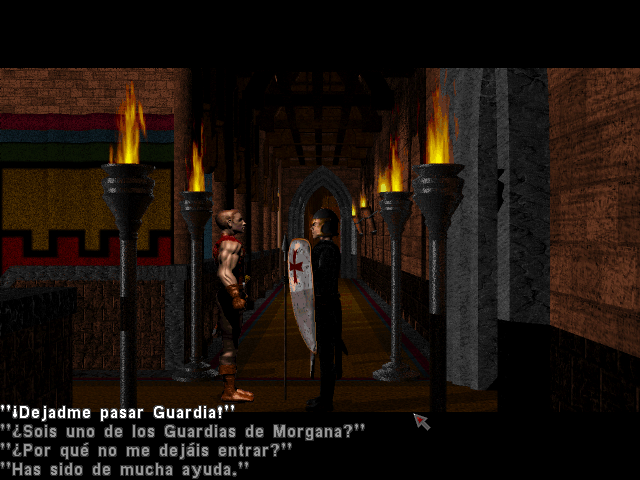 "¡Dejadme pasar Guardia!"
"¿Sois uno de los Guardias de Morgana?"
"¿Por qué no me dejáis entrar?"
"Has sido de mucha ayuda."